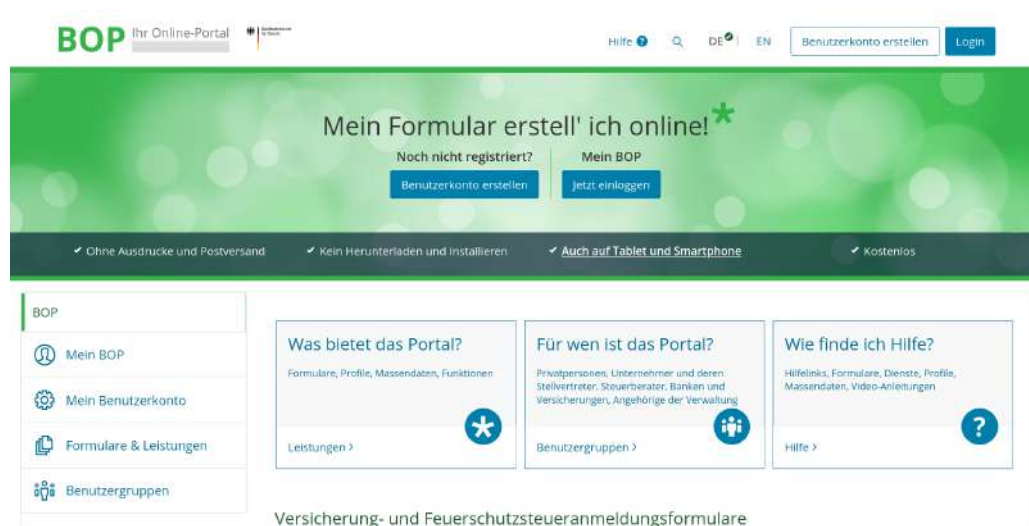 BOP Ihr Online-Portal
Hilfe ? DE EN Benutzerkonto erstellen Login
Mein Formular erstell' ich online!*
Noch nicht registriert? Mein BOP
Benutzerkonto erstellen Jetzt einloggen
✔ Ohne Ausdrucke und Postversand ✔ Kein Herunterladen und Installieren ✔ Auch auf Tablet und Smartphone ✔ Kostenlos
BOP
Mein BOP
Mein Benutzerkonto
Formulare & Leistungen
Benutzergruppen
Was bietet das Portal?
Formulare, Profile, Massendaten, Funktionen
Leistungen >
Für wen ist das Portal?
Privatpersonen, Unternehmer und deren
Stellvertreter, Steuerberater, Banken und
Versicherungen, Angehörige der Verwaltung
Benutzergruppen >
Wie finde ich Hilfe?
Hilfelinks, Formulare, Dienste, Profile,
Massendaten, Video-Anleitungen
?
Hilfe >
Versicherung- und Feuerschutzsteueranmeldungsformulare